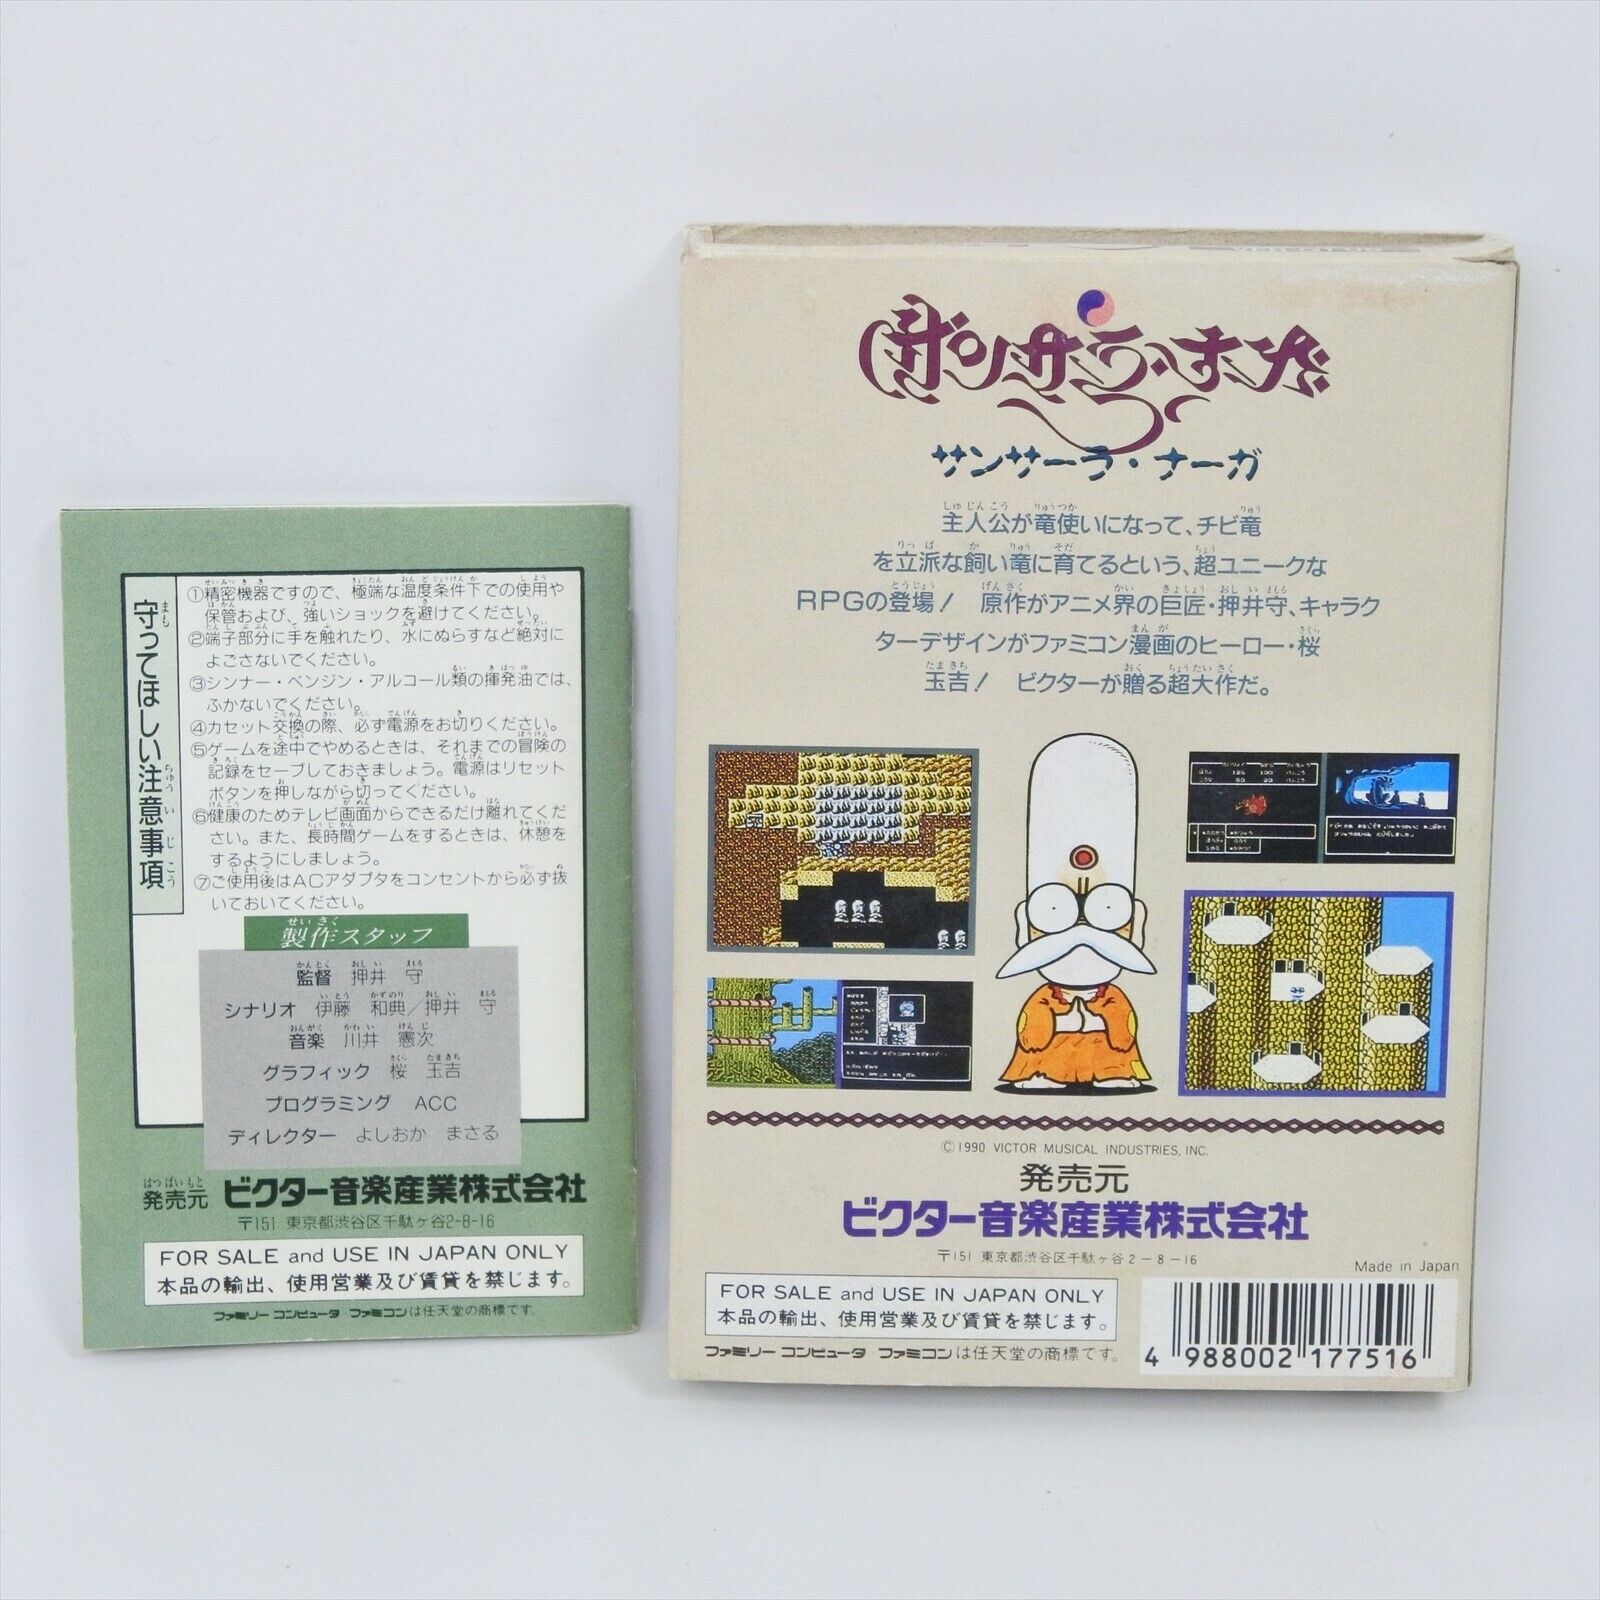 守ってほしい注意事項
①精密機器ですので、極端な温度条件下での使用や
保管および、強いショックを避けてください。
②端子部分に手を触れたり、水にぬらすなど絶対に
よごさないでください。
③シンナー・ベンジン・アルコール類の揮発油では、
ふかないでください。
④カセット交換の際、必ず電源をお切りください。
⑤ゲームを途中でやめるときは、それまでの冒険の
記録をセーブしておきましょう。電源はリセット
ボタンを押しながら切ってください。
⑥健康のためテレビ画面からできるだけ離れてくだ
さい。また、長時間ゲームをするときは、休憩を
するようにしましょう。
⑦ご使用後はACアダプタをコンセントから必ず抜
いておいてください。
製作スタッフ
監督 押井 守
シナリオ 伊藤 和典/押井 守
音楽 川井 憲次
グラフィック 桜 玉吉
プログラミング ACC
ディレクター よしおか まさる
発売元 ビクター音楽産業株式会社
〒151 東京都渋谷区千駄ヶ谷2-8-16
FOR SALE and USE IN JAPAN ONLY
本品の輸出、使用営業及び賃貸を禁じます。
ファミリー コンピュータ・ファミコンは任天堂の商標です。
サンサーラ・ナーガ
サンサーラ・ナーガ
主人公が竜使いになって、チビ竜
を立派な飼い竜に育てるという、超ユニークな
RPGの登場! 原作がアニメ界の巨匠・押井守、キャラク
ターデザインがファミコン漫画のヒーロー・桜
玉吉! ビクターが贈る超大作だ。
©1990 VICTOR MUSICAL INDUSTRIES, INC.
発売元
ビクター音楽産業株式会社
〒151 東京都渋谷区千駄ヶ谷2-8-16
Made in Japan
FOR SALE and USE IN JAPAN ONLY
本品の輸出、使用営業及び賃貸を禁じます。
ファミリー コンピュータ・ファミコンは任天堂の商標です。
4 988002 177516